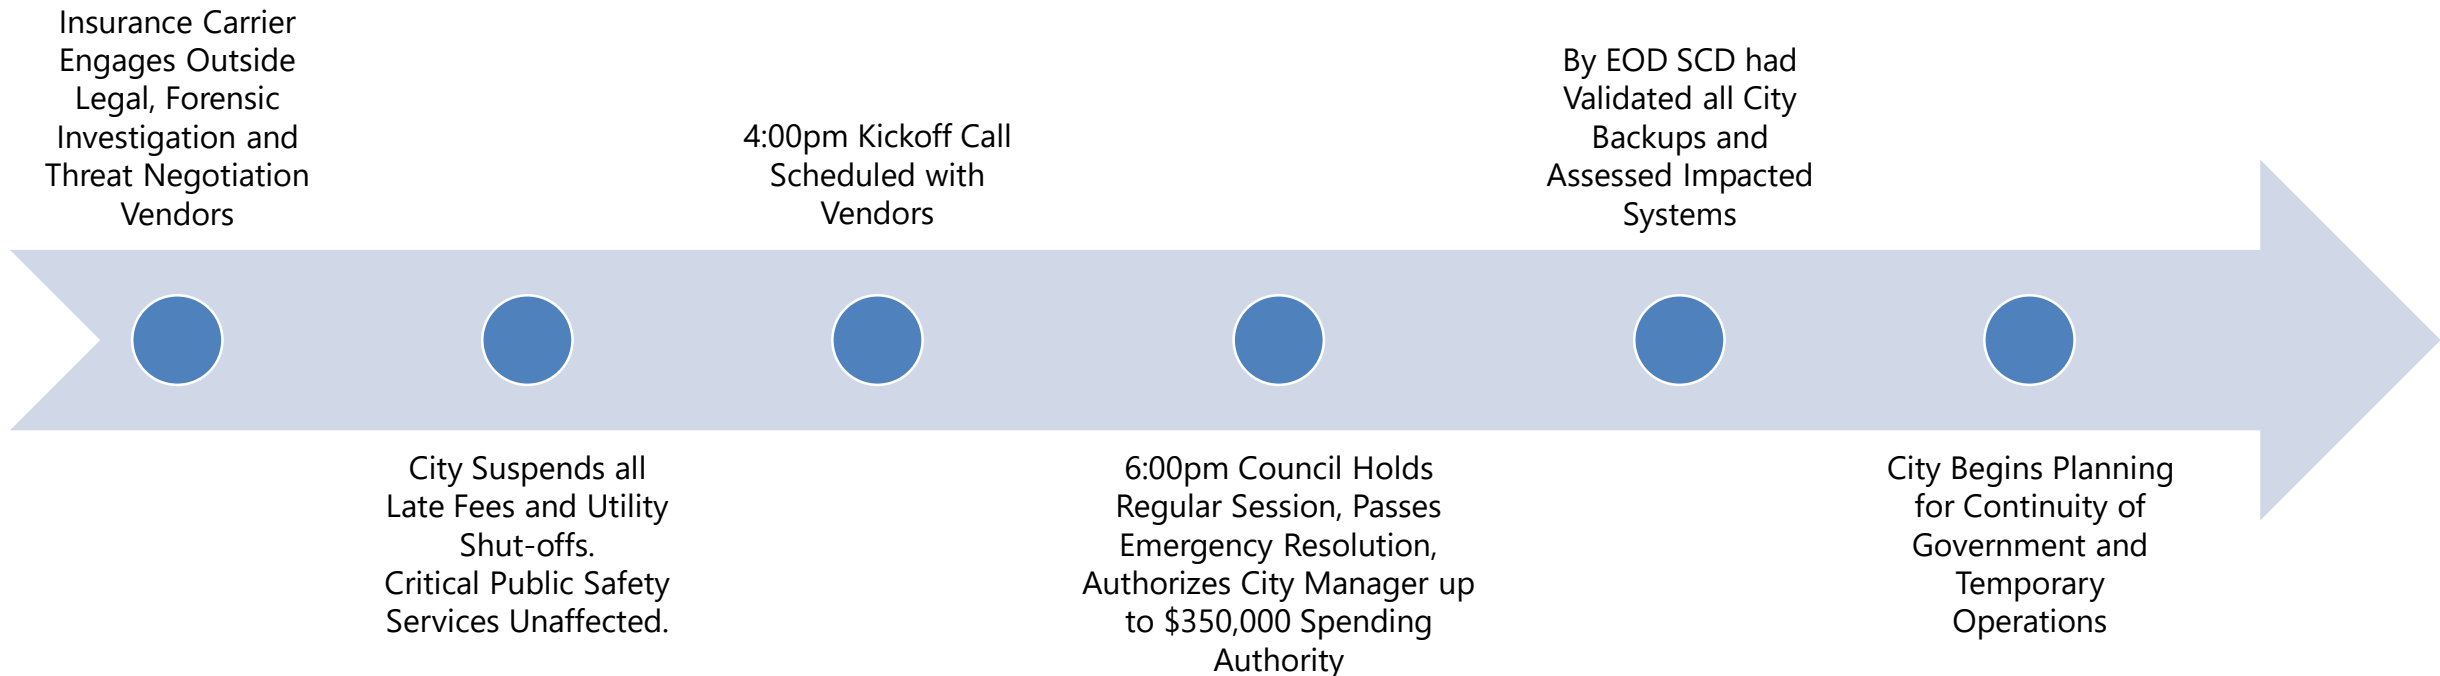 Insurance Carrier
Engages Outside
Legal, Forensic
Investigation and
Threat Negotiation
Vendors
City Suspends all
Late Fees and Utility
Shut-offs.
Critical Public Safety
Services Unaffected.
4:00pm Kickoff Call
Scheduled with
Vendors
6:00pm Council Holds
Regular Session, Passes
Emergency Resolution,
Authorizes City Manager up
to $350,000 Spending
Authority
By EOD SCD had
Validated all City
Backups and
Assessed Impacted
Systems
City Begins Planning
for Continuity of
Government and
Temporary
Operations